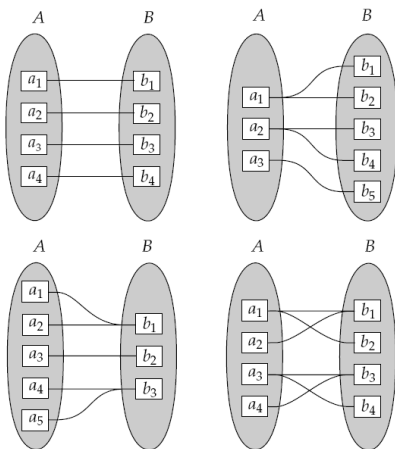 A B
a1 b1
a2 b2
a3 b3
a4 b4
A B
b1
a1 b2
a2 b3
a3 b4
b5
A B
a1
a2 b1
a3 b2
a4 b3
a5
A B
a1 b1
a2 b2
a3 b3
a4 b4